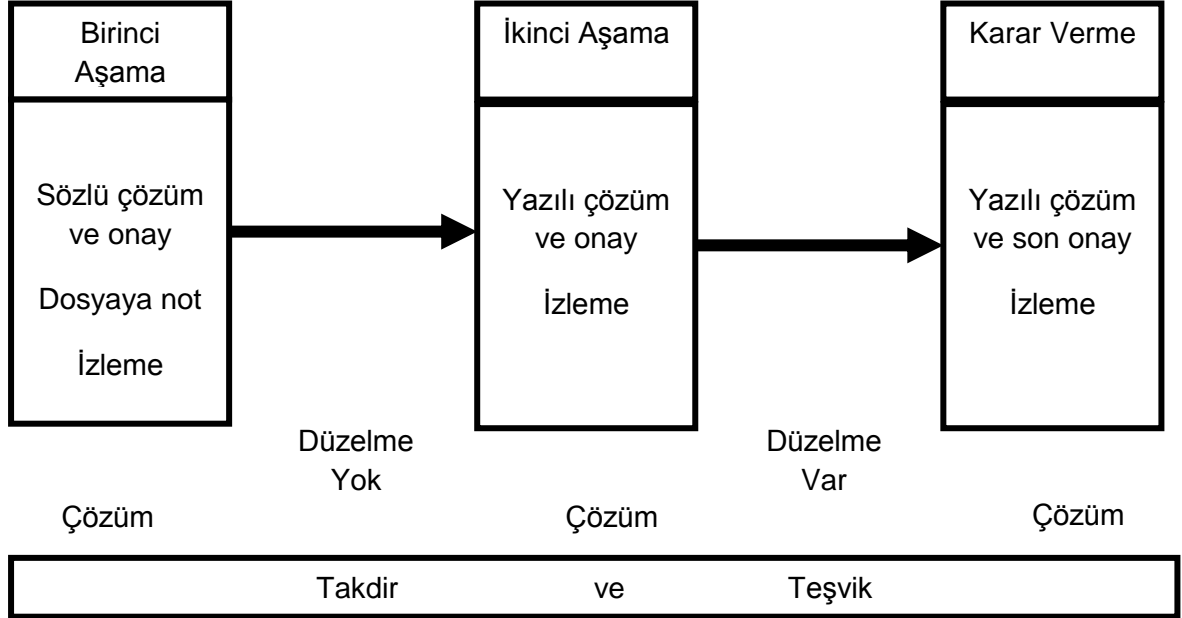 Birinci
Aşama
Sözlü çözüm
ve onay
Dosyaya not
İzleme
İkinci Aşama
Yazılı çözüm
ve onay
İzleme
Karar Verme
Yazılı çözüm
ve son onay
İzleme
Düzelme
Yok
Düzelme
Var
Çözüm
Çözüm
Çözüm
Takdir ve Teşvik